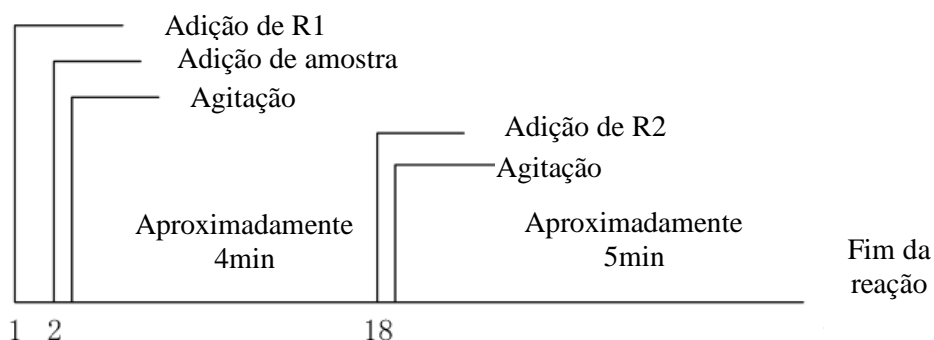 Adição de R1
Adição de amostra
Agitação
Adição de R2
Agitação
Aproximadamente
4min
Aproximadamente
5min
Fim da
reação
1 2 18